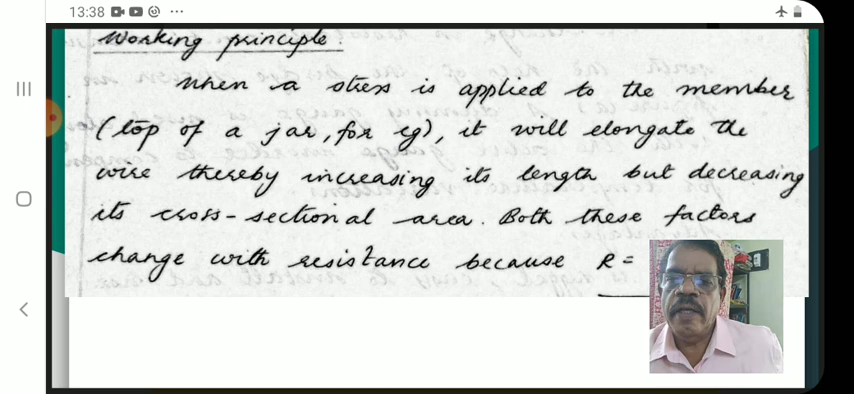 13:38
Working principle:
When a stress is applied to the member
(top of a jar, for eg), it will elongate the
wire thereby increasing its length but decreasing
its cross-sectional area. Both these factors
change with resistance because R =